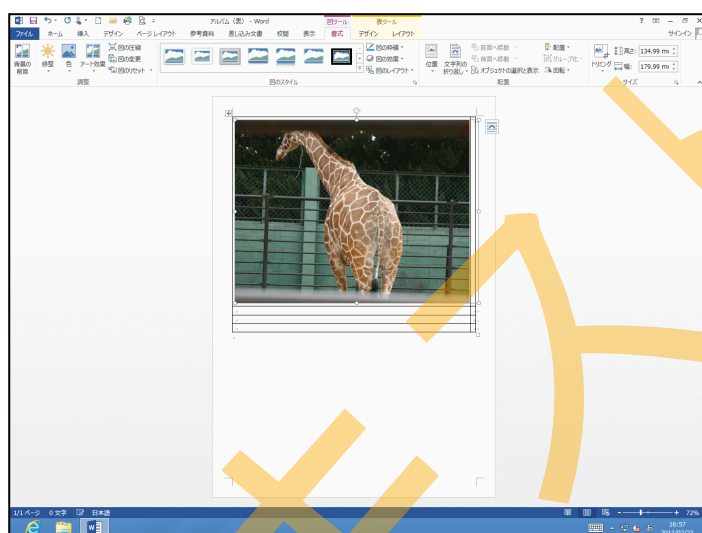 アルバム（表） - Word
図ツール
表ツール
サインイン
ファイル ホーム 挿入 デザイン ページ レイアウト 参考資料 差し込み文書 校閲 表示 書式 デザイン レイアウト
背景の削除
修整
色
アート効果
図の圧縮
図の変更
図のリセット
調整
図のスタイル
図の枠線
図の効果
図のレイアウト
位置
文字列の折り返し
前面へ移動
背面へ移動
オブジェクトの選択と表示
配置
グループ化
回転
配置
トリミング
高さ: 134.99 mm
幅: 179.99 mm
サイズ
1/1 ページ 0 文字 日本語
72%
16:57